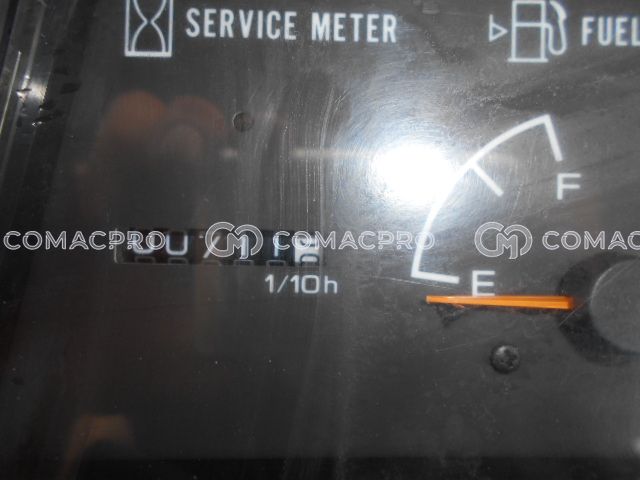 SERVICE METER
FUEL
F
COMACPRO COMACPRO COMACPRO
E
1/10h